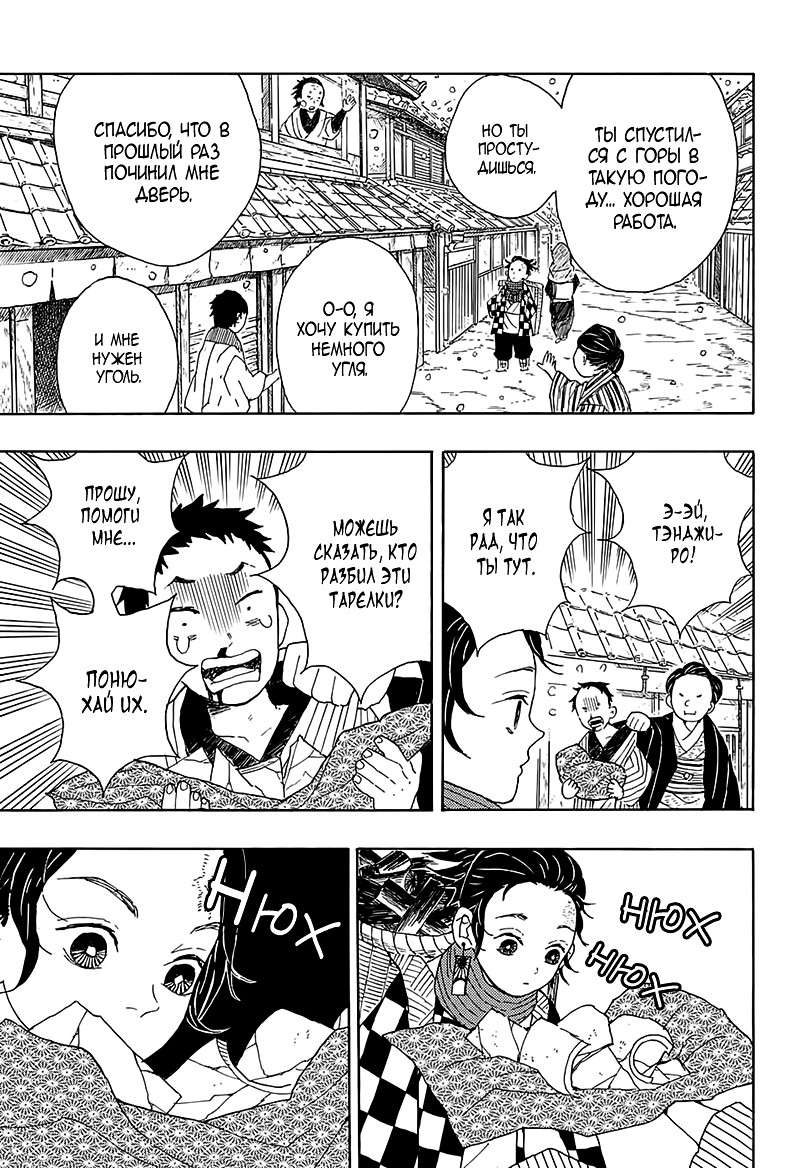 ТЫ СПУСТИЛ-
СЯ С ГОРЫ В
ТАКУЮ ПОГО-
ДУ... ХОРОШАЯ
РАБОТА.
НО ТЫ
ПРОСТУ-
ДИШЬСЯ.
СПАСИБО, ЧТО В
ПРОШЛЫЙ РАЗ
ПОЧИНИЛ МНЕ
ДВЕРЬ.
О-О, Я
ХОЧУ КУПИТЬ
НЕМНОГО
УГЛЯ.
И МНЕ
НУЖЕН
УГОЛЬ.
Э-ЭЙ,
ТЭНАЖИ-
РО!
Я ТАК
РАД, ЧТО
ТЫ ТУТ.
МОЖЕШЬ
СКАЗАТЬ, КТО
РАЗБИЛ ЭТИ
ТАРЕЛКИ?
ПРОШУ,
ПОМОГИ
МНЕ...
ПОНЮ-
ХАЙ ИХ.
НЮХ
НЮХ
НЮХ